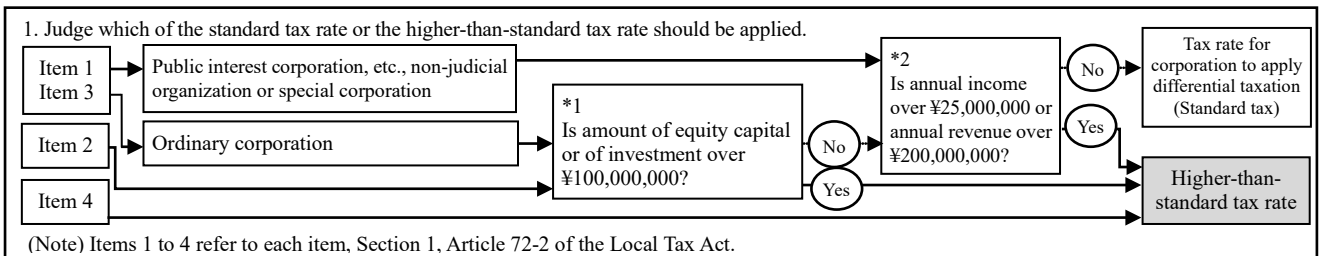 1. Judge which of the standard tax rate or the higher-than-standard tax rate should be applied.
Item 1
Item 3
Public interest corporation, etc., non-judicial
organization or special corporation
Ordinary corporation
Item 2
Item 4
*1
Is amount of equity capital
or of investment over
¥100,000,000?
No
Yes
*2
Is annual income
over ¥25,000,000 or
annual revenue over
¥200,000,000?
No
Yes
Tax rate for
corporation to apply
differential taxation
(Standard tax)
Higher-than-
standard tax rate
(Note) Items 1 to 4 refer to each item, Section 1, Article 72-2 of the Local Tax Act.